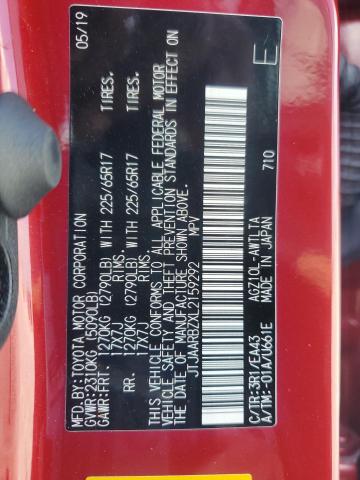 MFD.BY:TOYOTA MOTOR CORPORATION 05/19
GVWR:2310KG (5090LB)
GAWR:FRT. 1270KG (2790LB) WITH 225/65R17
17X7J RIMS.
RR. 1270KG (2790LB) WITH 225/65R17
17X7J RIMS.
THIS VEHICLE CONFORMS TO ALL APPLICABLE FEDERAL MOTOR
VEHICLE SAFETY AND THEFT PREVENTION STANDARDS IN EFFECT ON
THE DATE OF MANUFACTURE SHOWN ABOVE.
JTJAARBZXL2159292 MPV
E
C/TR:3R1/EA43 AGZ10L-AWTLTA
A/TM:-01A/U661E MADE IN JAPAN 710